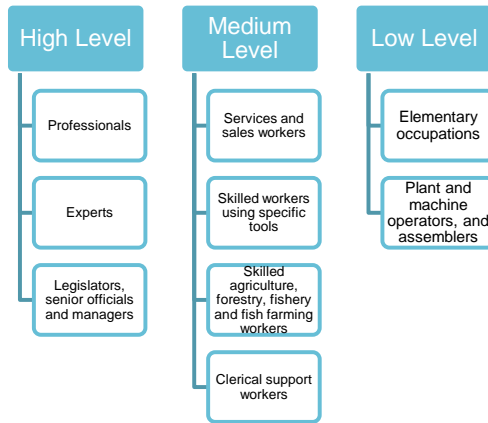 High Level
Professionals
Experts
Legislators,
senior officials
and managers
Medium
Level
Services and
sales workers
Skilled workers
using specific
tools
Skilled
agriculture,
forestry, fishery
and fish farming
workers
Clerical support
workers
Low Level
Elementary
occupations
Plant and
machine
operators, and
assemblers